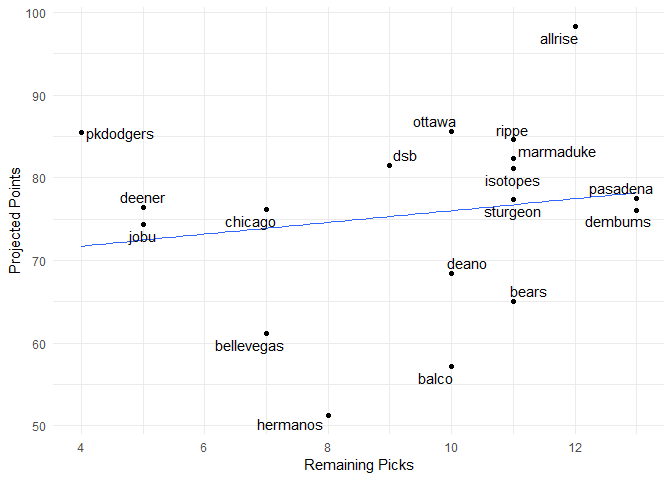 100
allrise
90
ottawa
rippe
pkdodgers
marmaduke
dsb
isotopes
80
pasadena
deener
sturgeon
chicago
dembums
jobu
70
deano
bears
60
bellevegas
balco
hermanos
50
4
6
8
10
12
Remaining Picks
Projected Points